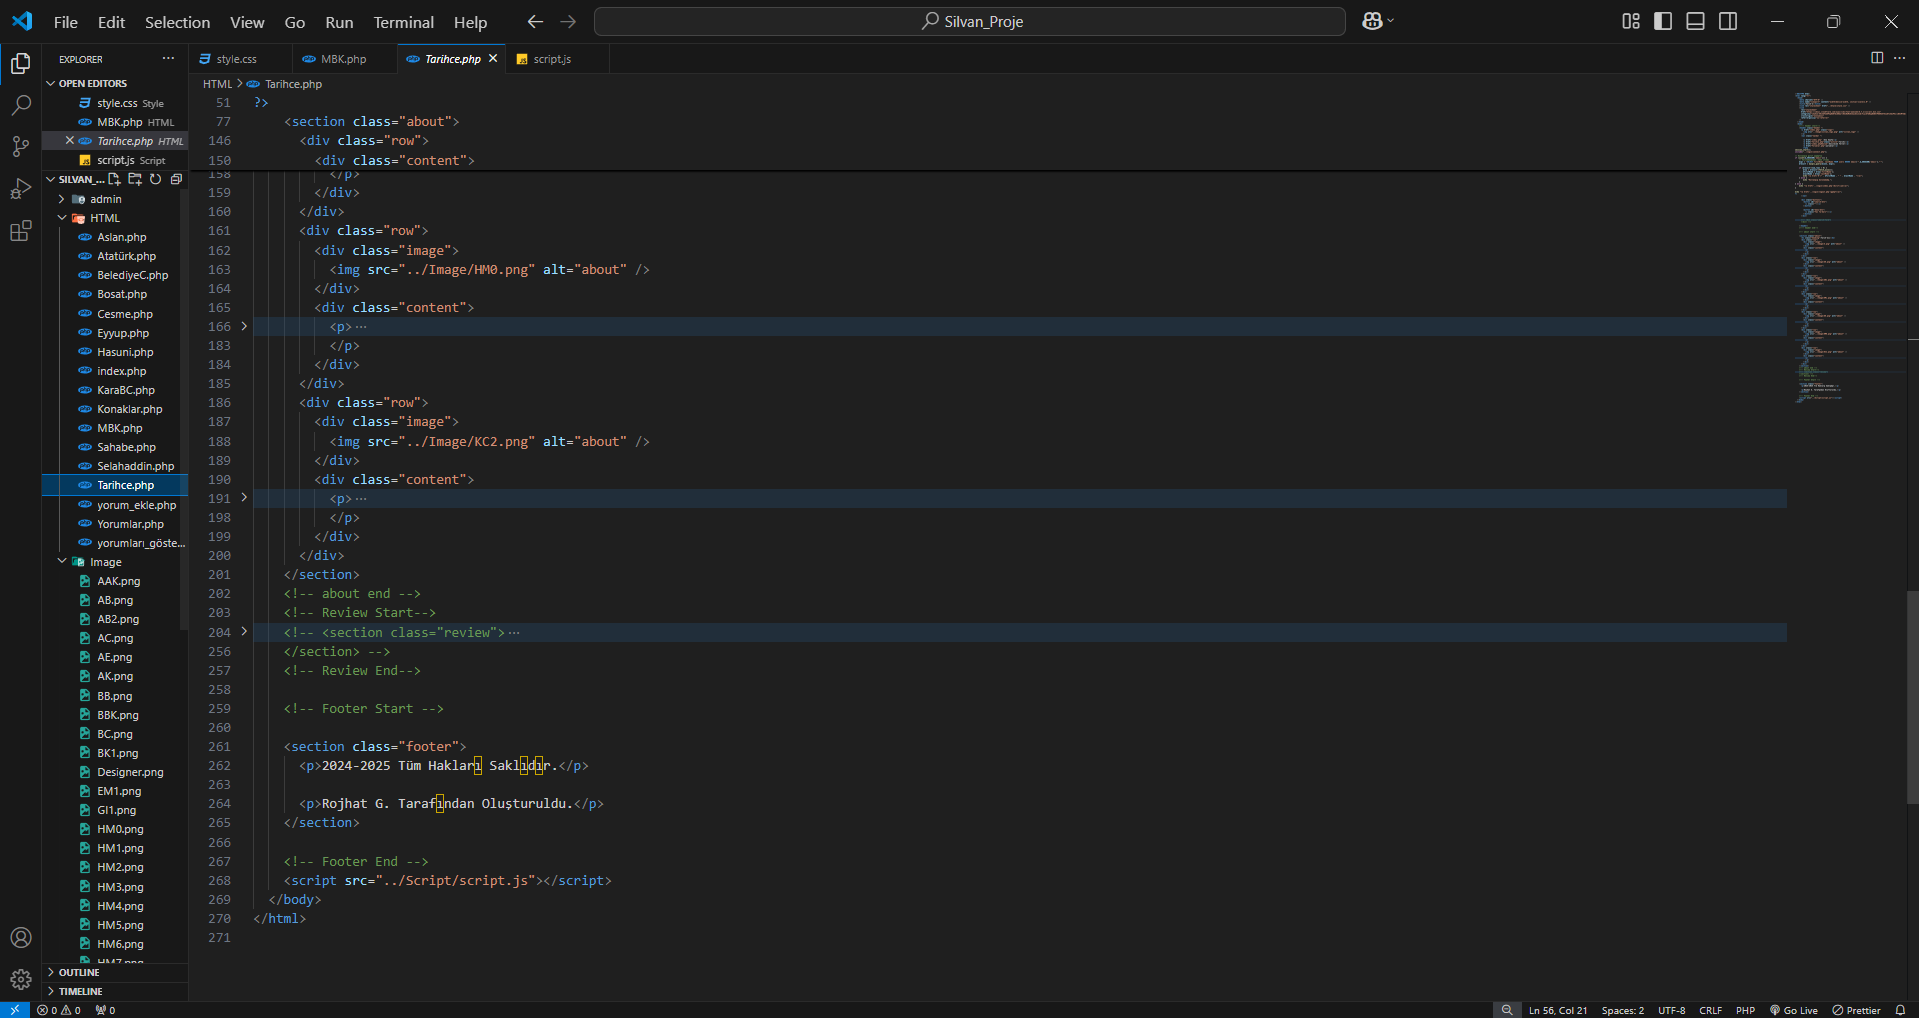 File Edit Selection View Go Run Terminal Help
Silvan_Proje
EXPLORER
OPEN EDITORS
style.css Style
MBK.php HTML
Tarihce.php HTML
script.js Script
SILVAN_...
admin
HTML
Aslan.php
Atatürk.php
BelediyeC.php
Bosat.php
Cesme.php
Eyyup.php
Hasuni.php
index.php
KaraBC.php
Konaklar.php
MBK.php
Sahabe.php
Selahaddin.php
Tarihce.php
yorum_ekle.php
Yorumlar.php
yorumları_göste...
Image
AAK.png
AB.png
AB2.png
AC.png
AE.png
AK.png
BB.png
BBK.png
BC.png
BK1.png
Designer.png
EM1.png
GI1.png
HM0.png
HM1.png
HM2.png
HM3.png
HM4.png
HM5.png
HM6.png
HM7.png
OUTLINE
TIMELINE
style.css MBK.php Tarihce.php script.js
HTML > Tarihce.php
51 ?>
77 <section class="about">
146 <div class="row">
150 <div class="content">
158 </p>
159 </div>
160 </div>
161 <div class="row">
162 <div class="image">
163 <img src="../Image/HM0.png" alt="about" />
164 </div>
165 <div class="content">
166 <p>···
183 </p>
184 </div>
185 </div>
186 <div class="row">
187 <div class="image">
188 <img src="../Image/KC2.png" alt="about" />
189 </div>
190 <div class="content">
191 <p>···
198 </p>
199 </div>
200 </div>
201 </section>
202 <!-- about end -->
203 <!-- Review Start-->
204 <!-- <section class="review">···
256 </section> -->
257 <!-- Review End-->
258
259 <!-- Footer Start -->
260
261 <section class="footer">
262 <p>2024-2025 Tüm Hakları Saklıdır.</p>
263
264 <p>Rojhat G. Tarafından Oluşturuldu.</p>
265 </section>
266
267 <!-- Footer End -->
268 <script src="../Script/script.js"></script>
269 </body>
270 </html>
271
0 0 0 Ln 56, Col 21 Spaces: 2 UTF-8 CRLF PHP Go Live Prettier